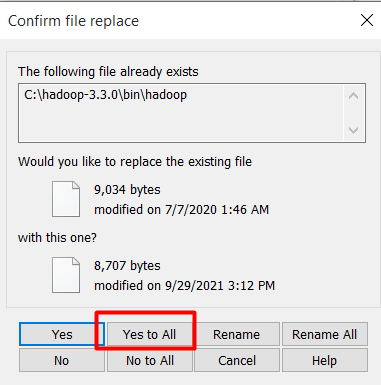 Confirm file replace
The following file already exists
C:\hadoop-3.3.0\bin\hadoop
Would you like to replace the existing file
9,034 bytes
modified on 7/7/2020 1:46 AM
with this one?
8,707 bytes
modified on 9/29/2021 3:12 PM
Yes Yes to All Rename Rename All
No No to All Cancel Help